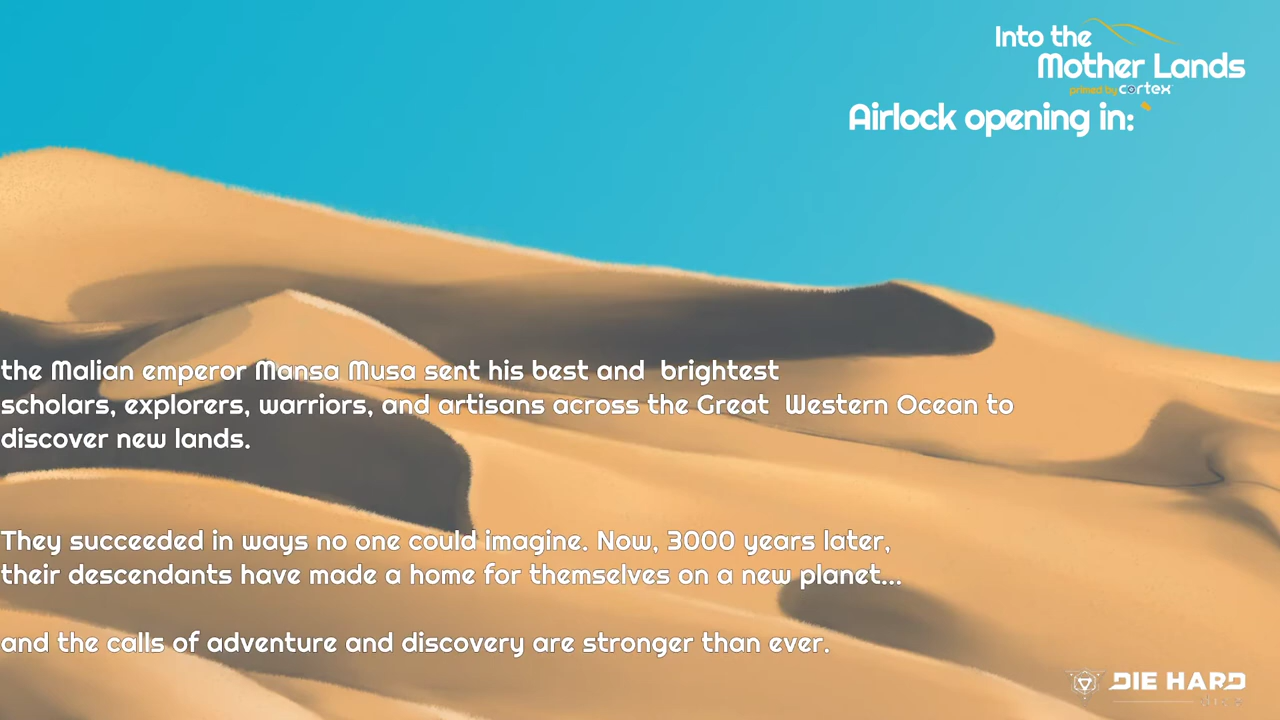 Into the
Mother Lands
primed by cortex
Airlock opening in:
the Malian emperor Mansa Musa sent his best and brightest
scholars, explorers, warriors, and artisans across the Great Western Ocean to
discover new lands.
They succeeded in ways no one could imagine. Now, 3000 years later,
their descendants have made a home for themselves on a new planet...
and the calls of adventure and discovery are stronger than ever.
DIE HARD